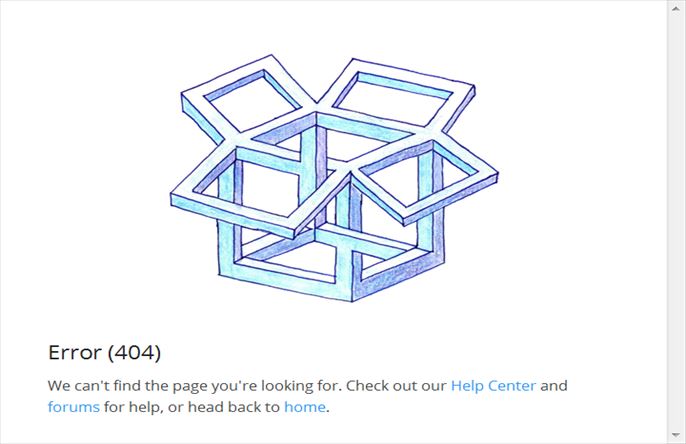 Error (404)
We can't find the page you're looking for. Check out our Help Center and
forums for help, or head back to home.